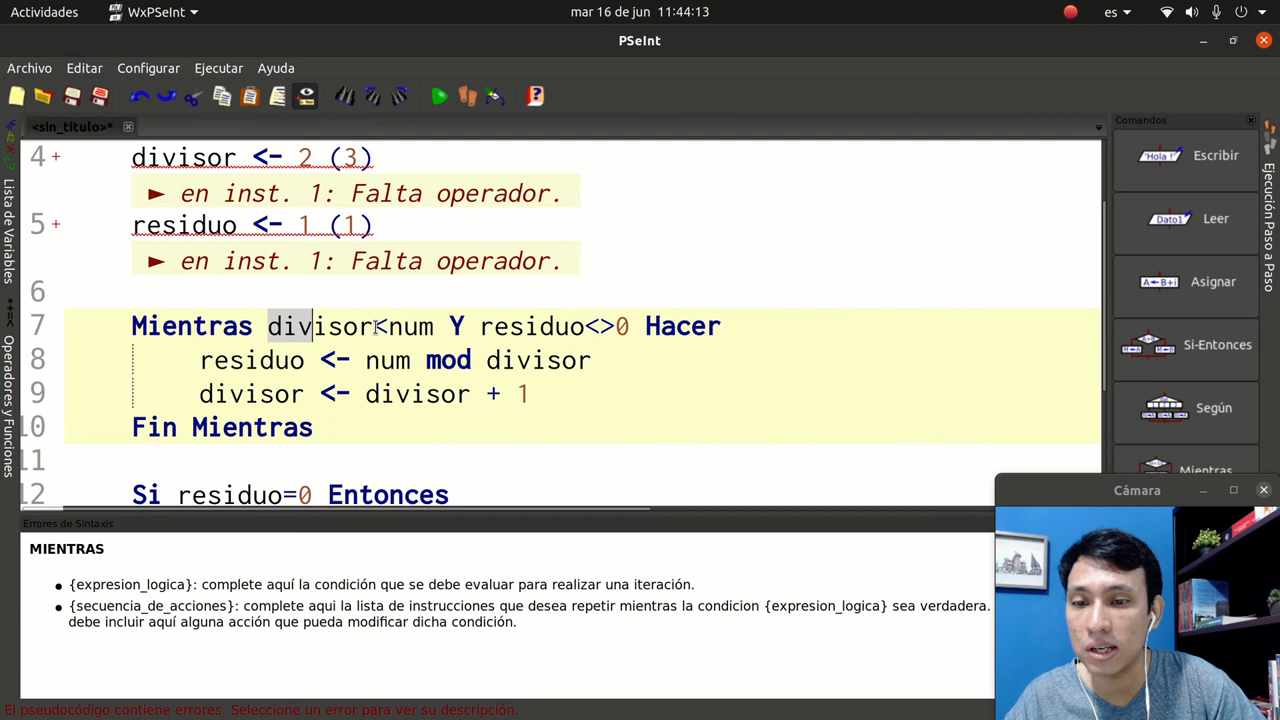 Actividades WxPSeInt mar 16 de jun 11:44:13 es
PSeInt
Archivo Editar Configurar Ejecutar Ayuda
<sin_titulo>*
Comandos
4 divisor <- 2 (3)
► en inst. 1: Falta operador.
5 residuo <- 1 (1)
► en inst. 1: Falta operador.
6
7 Mientras divisor<num Y residuo<>0 Hacer
8 residuo <- num mod divisor
9 divisor <- divisor + 1
10 Fin Mientras
11
12 Si residuo=0 Entonces
Lista de Variables
Operadores y Funciones
'Hola !' Escribir
Dato1 Leer
A←B+i Asignar
Si-Entonces
Según
Mientras
Ejecución Paso a Paso
Errores de Sintaxis
MIENTRAS
{expresion_logica}: complete aquí la condición que se debe evaluar para realizar una iteración.
{secuencia_de_acciones}: complete aqui la lista de instrucciones que desea repetir mientras la condicion {expresion_logica} sea verdadera.
debe incluir aquí alguna acción que pueda modificar dicha condición.
El pseudocódigo contiene errores. Seleccione un error para ver su descripción.
Cámara